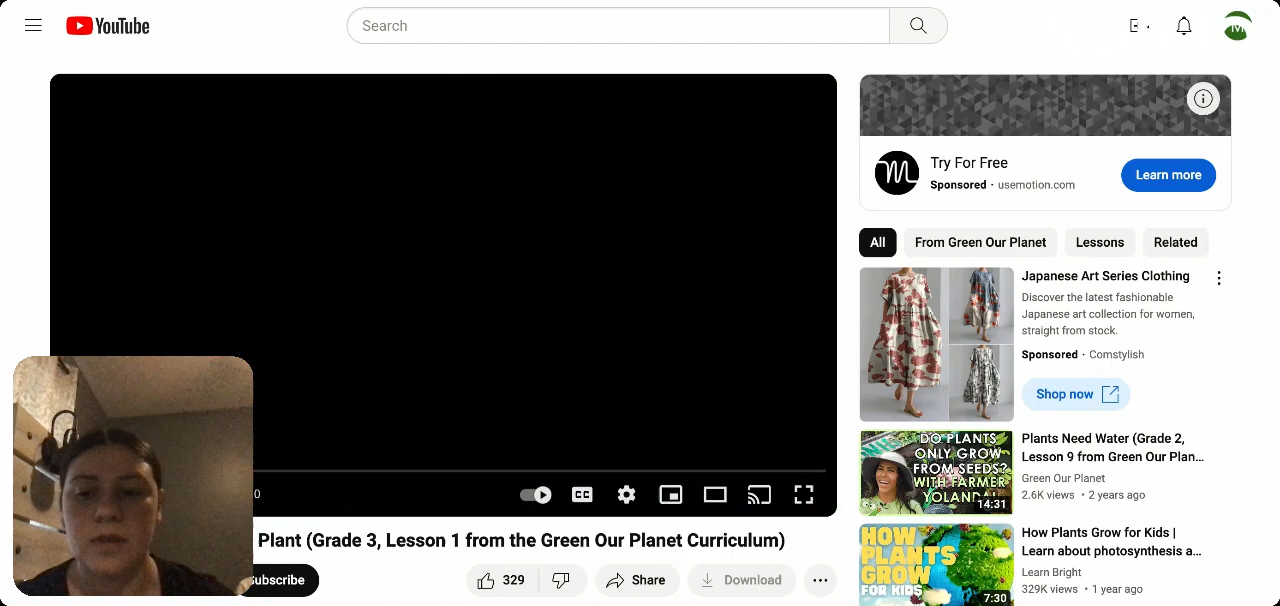 YouTube
Search
M
0
CC
Plant (Grade 3, Lesson 1 from the Green Our Planet Curriculum)
ubscribe
329
Share
Download
Try For Free
Sponsored · usemotion.com
Learn more
All
From Green Our Planet
Lessons
Related
Japanese Art Series Clothing
Discover the latest fashionable
Japanese art collection for women,
straight from stock.
Sponsored · Comstylish
Shop now
DO PLANTS
ONLY GROW
FROM SEEDS?
WITH FARMER
YOLANDA!
14:31
Plants Need Water (Grade 2,
Lesson 9 from Green Our Plan...
Green Our Planet
2.6K views · 2 years ago
HOW
PLANTS
GROW
FOR KIDS
7:30
How Plants Grow for Kids |
Learn about photosynthesis a...
Learn Bright
329K views · 1 year ago